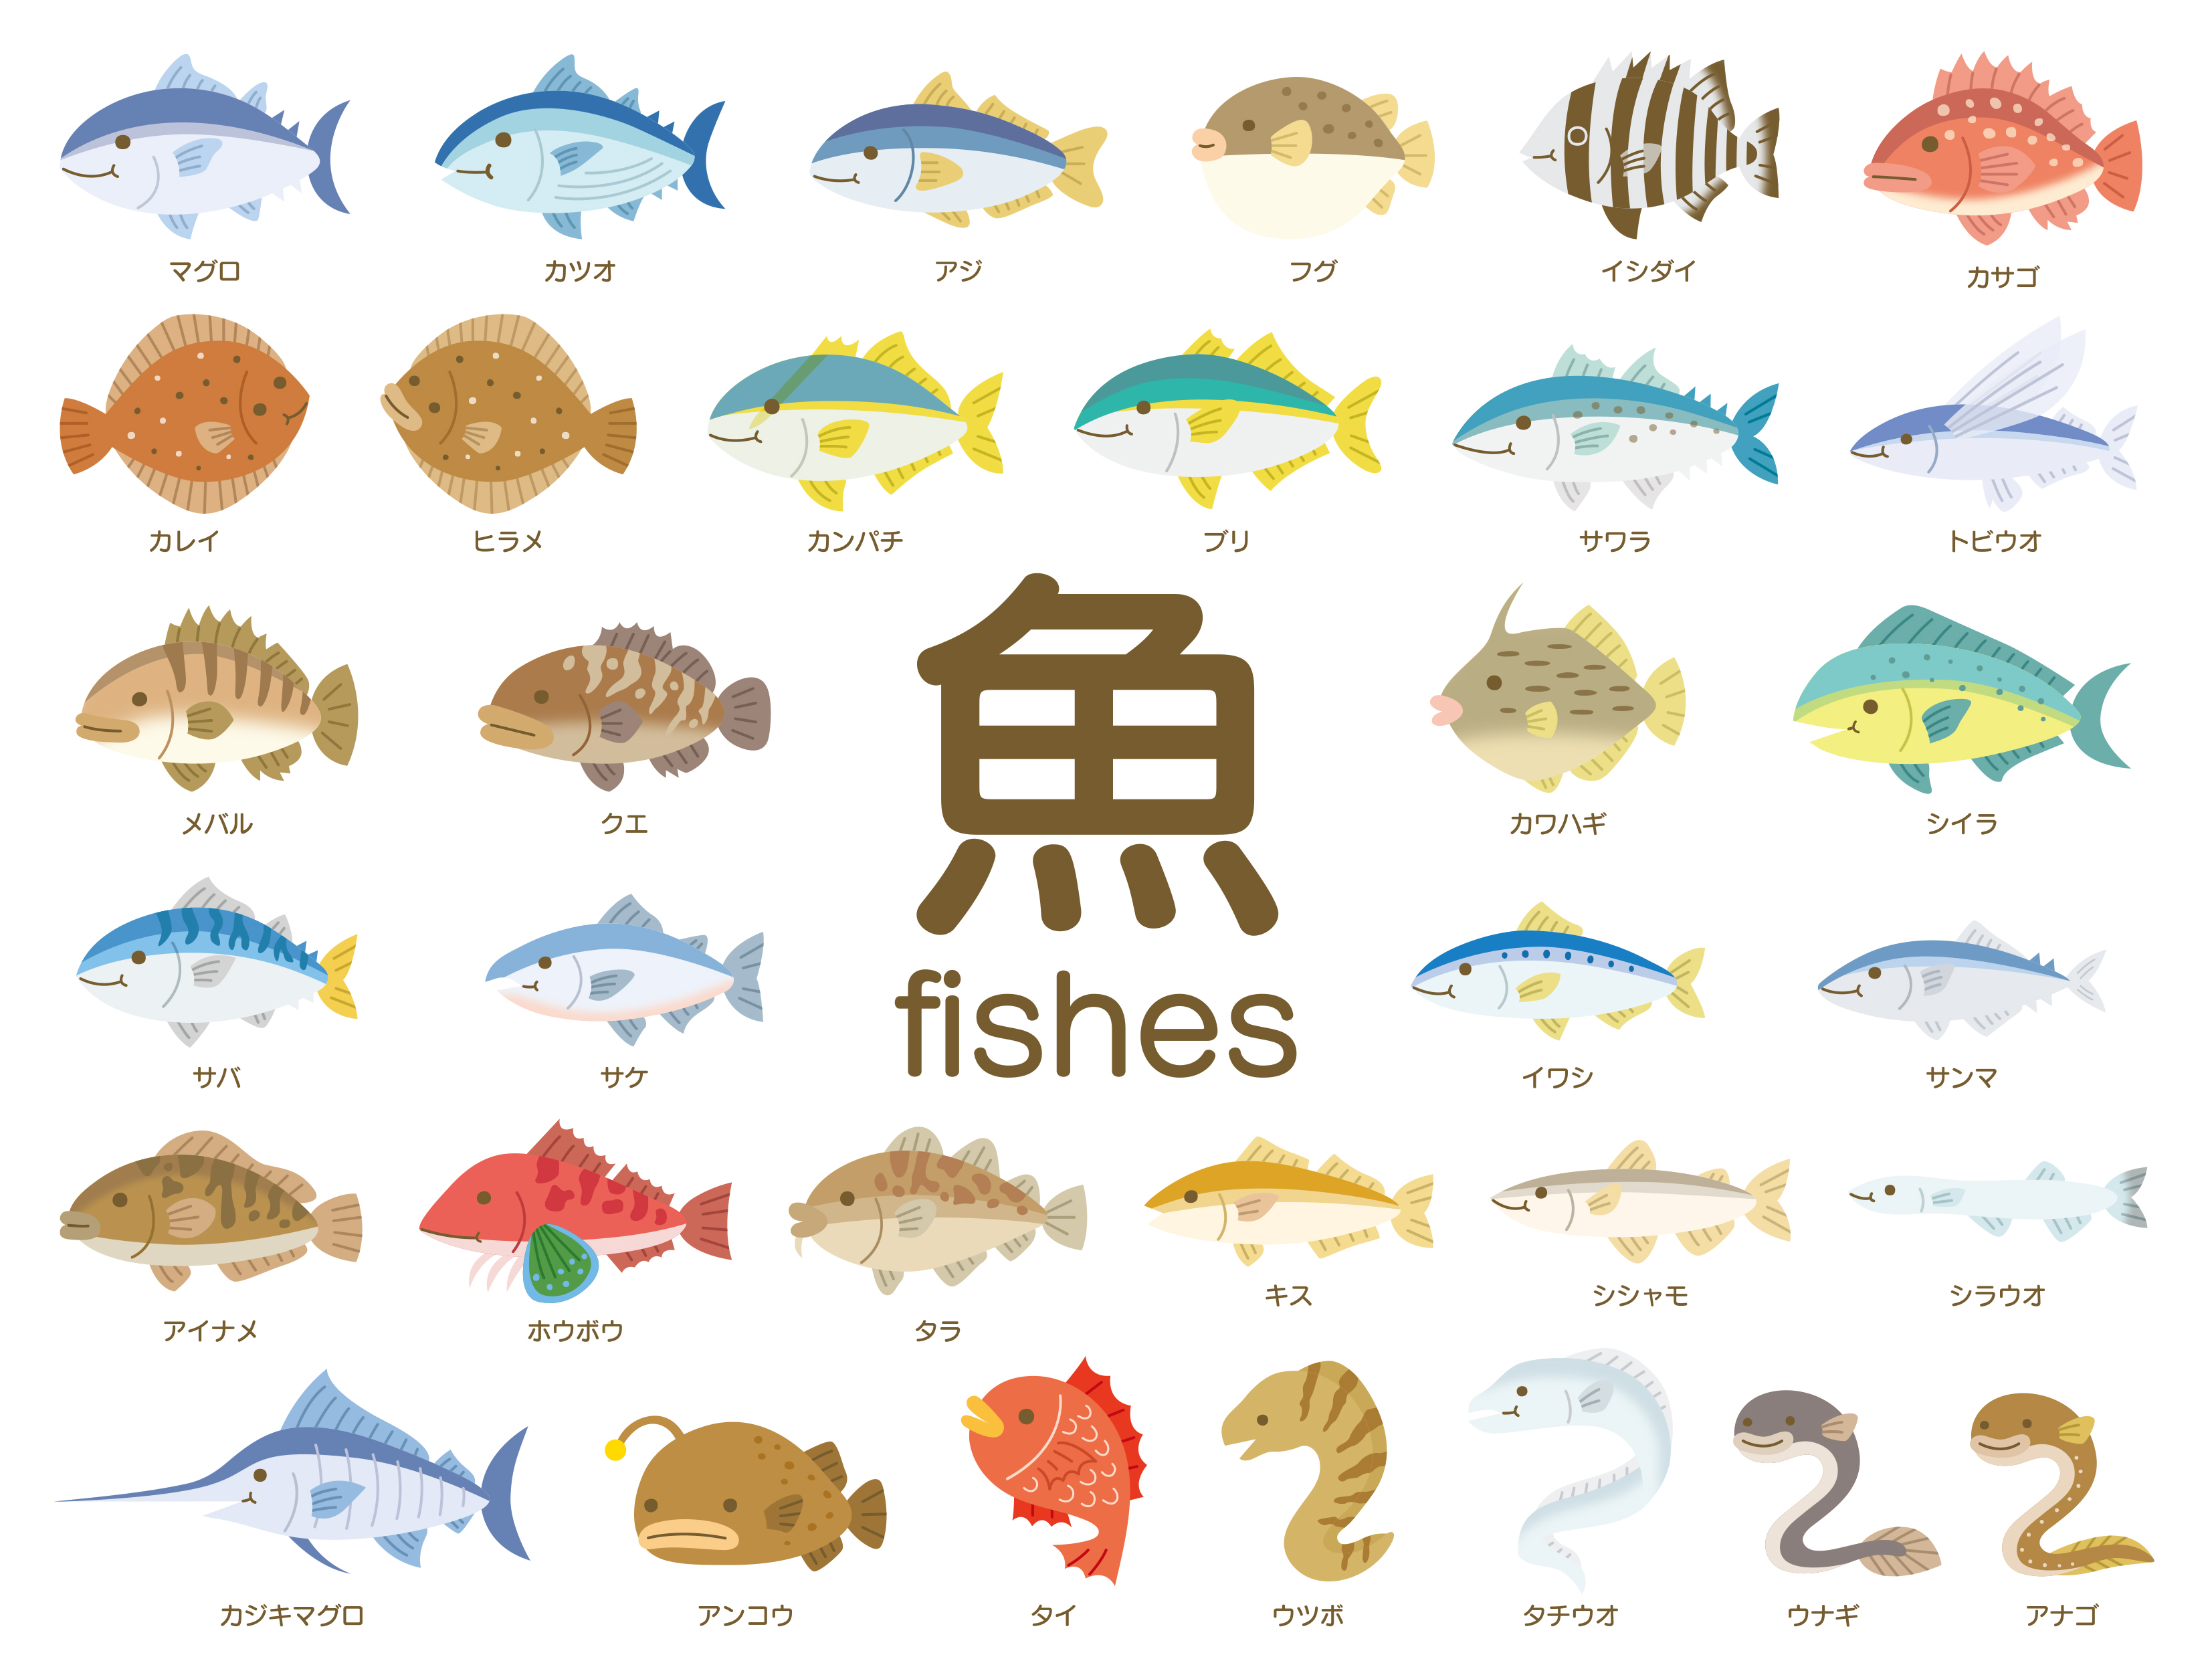 マグロ
カツオ
アジ
フグ
イシダイ
カサゴ
カレイ
ヒラメ
カンパチ
ブリ
サワラ
トビウオ
魚
fishes
メバル
クエ
カワハギ
シイラ
サバ
サケ
イワシ
サンマ
アイナメ
ホウボウ
タラ
キス
シシャモ
シラウオ
カジキマグロ
アンコウ
タイ
ウツボ
タチウオ
ウナギ
アナゴ